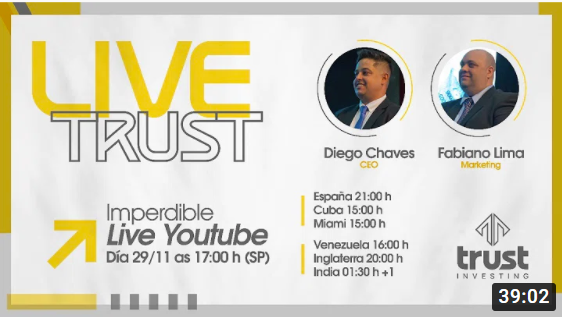 LIVE
TRUST
Diego Chaves
CEO
Fabiano Lima
Marketing
Imperdible
Live Youtube
Día 29/11 as 17:00 h (SP)
España 21:00 h
Cuba 15:00 h
Miami 15:00 h
Venezuela 16:00 h
Inglaterra 20:00 h
India 01:30 h +1
trust
INVESTING
39:02